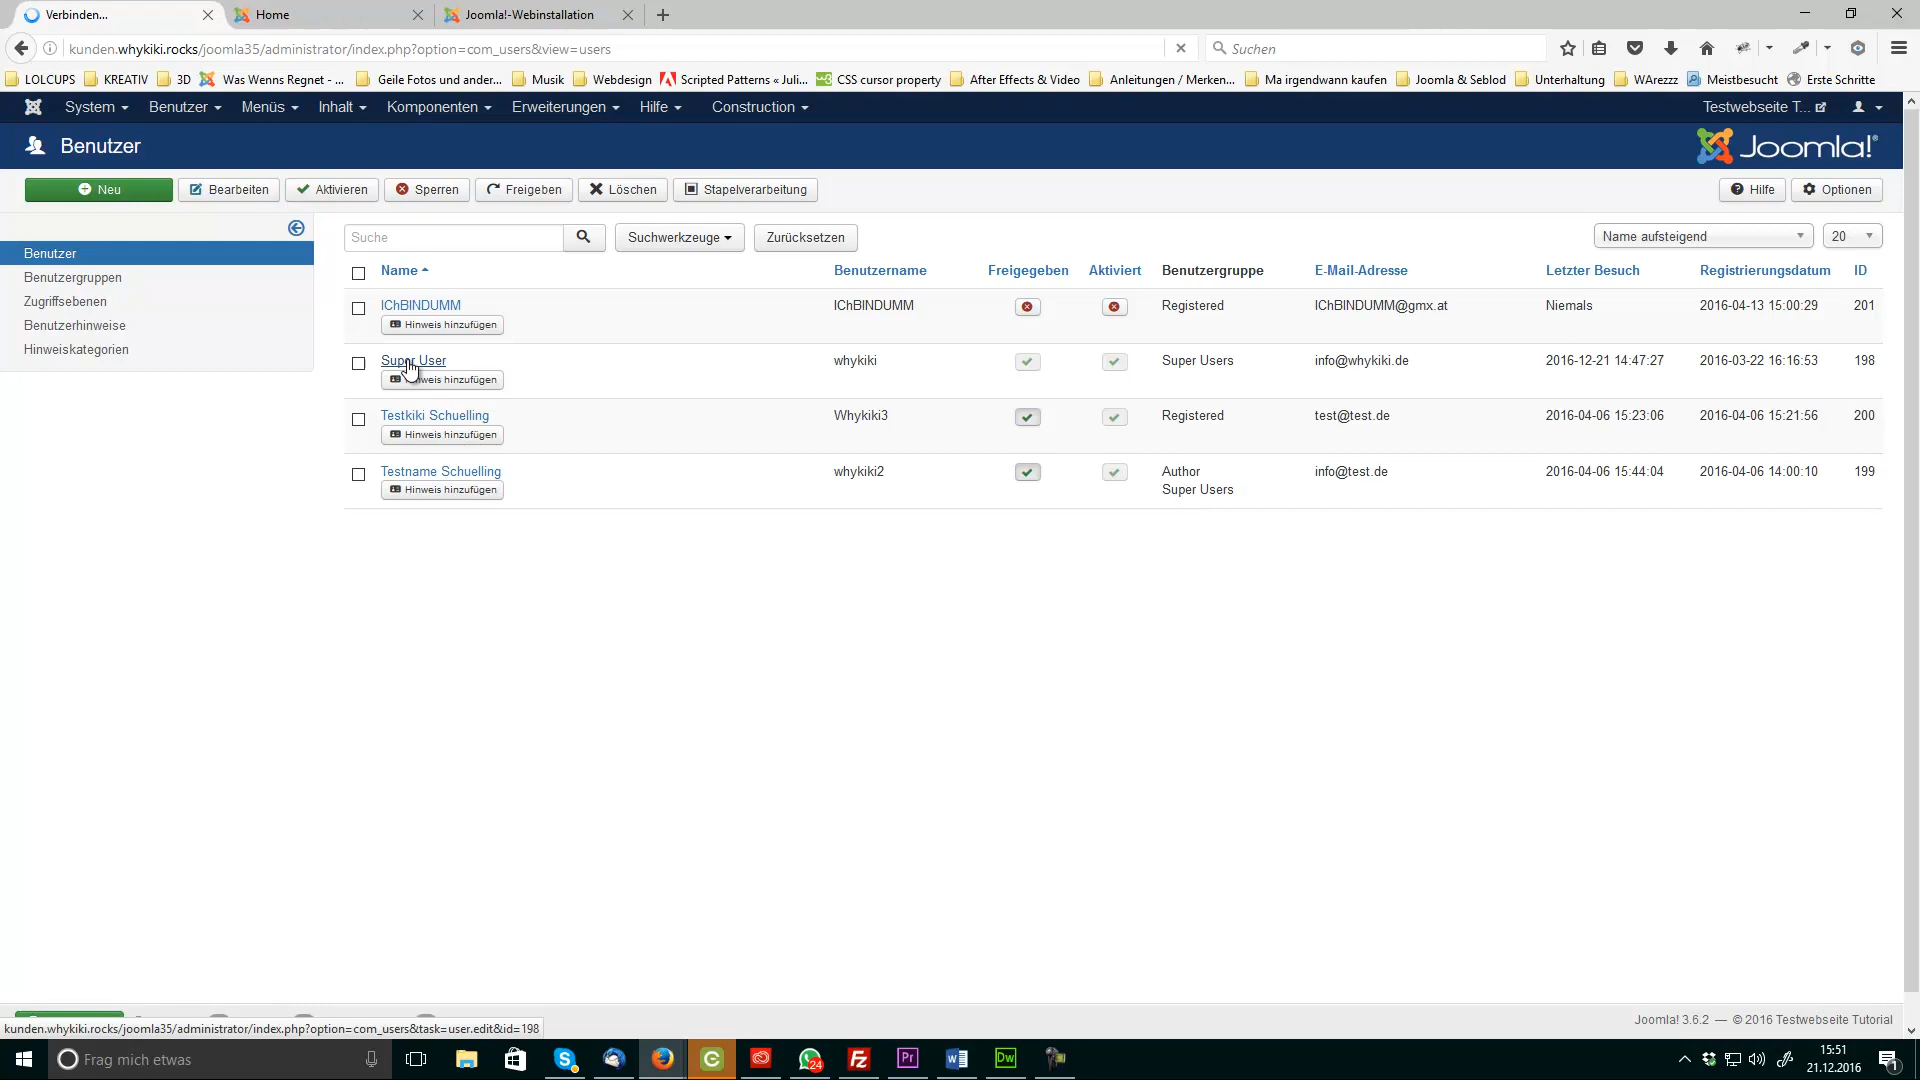 Verbinden...
Home
Joomla!-Webinstallation
kunden.whykiki.rocks/joomla35/administrator/index.php?option=com_users&view=users
Suchen
LOLCUPS
KREATIV
3D
Was Wenns Regnet - ...
Geile Fotos und ander...
Musik
Webdesign
Scripted Patterns « Juli...
CSS cursor property
After Effects & Video
Anleitungen / Merken...
Ma irgendwann kaufen
Joomla & Seblod
Unterhaltung
WArezzz
Meistbesucht
Erste Schritte
System
Benutzer
Menüs
Inhalt
Komponenten
Erweiterungen
Hilfe
Construction
Testwebseite T...
Benutzer
Joomla!®
Neu
Bearbeiten
Aktivieren
Sperren
Freigeben
Löschen
Stapelverarbeitung
Hilfe
Optionen
Benutzer
Benutzergruppen
Zugriffsebenen
Benutzerhinweise
Hinweiskategorien
Suche
Suchwerkzeuge
Zurücksetzen
Name aufsteigend
20
Name Benutzername Freigegeben Aktiviert Benutzergruppe E-Mail-Adresse Letzter Besuch Registrierungsdatum ID
IChBINDUMM IChBINDUMM Registered IChBINDUMM@gmx.at Niemals 2016-04-13 15:00:29 201
Hinweis hinzufügen
Super User whykiki Super Users info@whykiki.de 2016-12-21 14:47:27 2016-03-22 16:16:53 198
weis hinzufügen
Testkiki Schuelling Whykiki3 Registered test@test.de 2016-04-06 15:23:06 2016-04-06 15:21:56 200
Hinweis hinzufügen
Testname Schuelling whykiki2 Author info@test.de 2016-04-06 15:44:04 2016-04-06 14:00:10 199
Super Users
Hinweis hinzufügen
Joomla! 3.6.2 — © 2016 Testwebseite Tutorial
kunden.whykiki.rocks/joomla35/administrator/index.php?option=com_users&task=user.edit&id=198
Frag mich etwas
24
Fz
Pr
Dw
15:51
21.12.2016
1